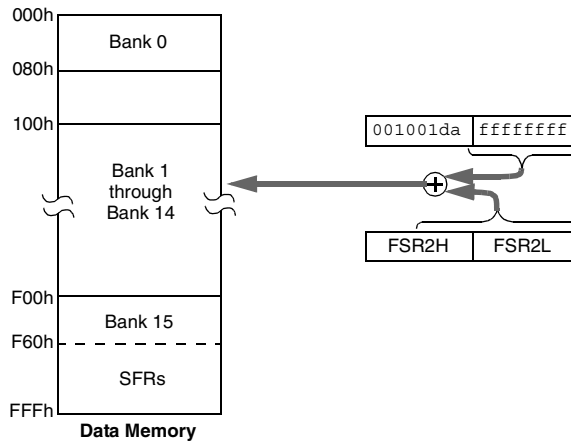 000h
Bank 0
080h
100h
001001da ffffffff
Bank 1
through
Bank 14
FSR2H FSR2L
F00h
Bank 15
F60h
SFRs
FFFh
Data Memory